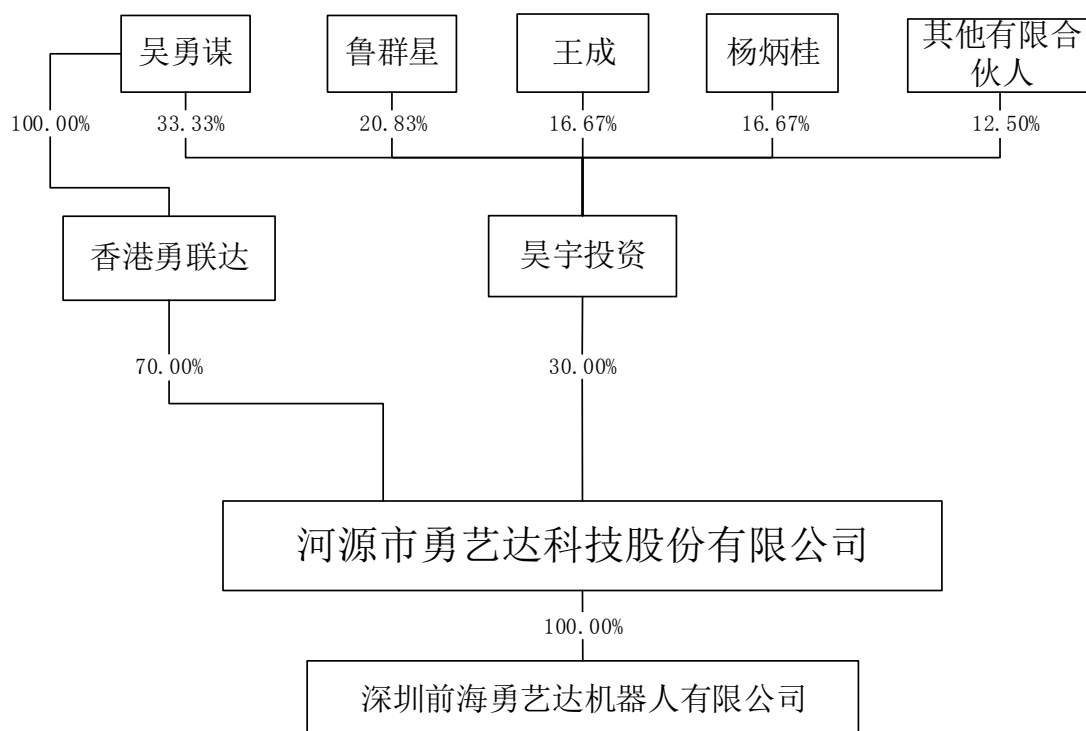 吴勇谋
鲁群星
王成
杨炳桂
其他有限合
伙人
100.00%
33.33%
20.83%
16.67%
16.67%
12.50%
香港勇联达
昊宇投资
70.00%
30.00%
河源市勇艺达科技股份有限公司
100.00%
深圳前海勇艺达机器人有限公司